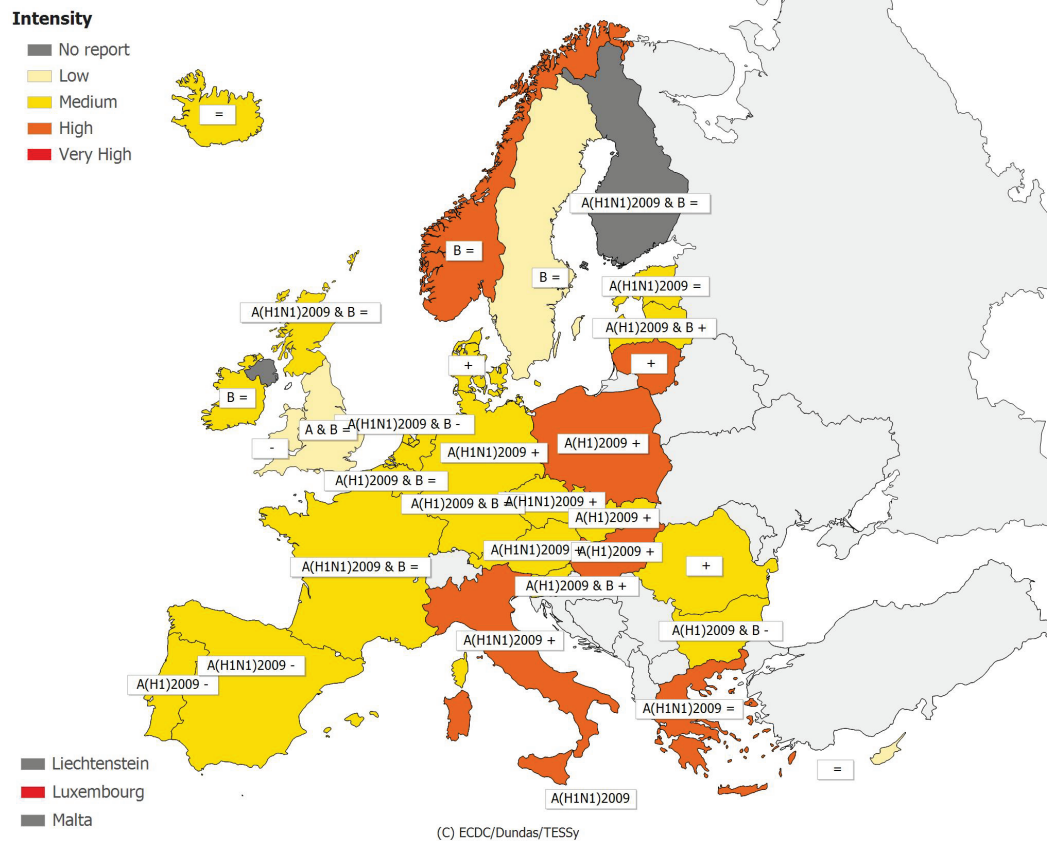 Intensity
No report
Low
Medium
High
Very High
=
A(H1N1)2009 & B =
B =
B =
A(H1N1)2009 =
A(H1N1)2009 & B =
A(H1)2009 & B +
+
+
B =
A & B =
A(H1N1)2009 & B -
-
A(H1)2009 +
A(H1N1)2009 +
A(H1)2009 & B =
A(H1)2009 & B =
A(H1N1)2009 +
A(H1)2009 +
A(H1N1)2009 +
A(H1)2009 +
A(H1N1)2009 & B =
+
A(H1)2009 & B +
A(H1)2009 & B -
A(H1N1)2009 +
A(H1N1)2009 -
A(H1)2009 -
A(H1N1)2009 =
=
A(H1N1)2009
Liechtenstein
Luxembourg
Malta
(C) ECDC/Dundas/TESSy